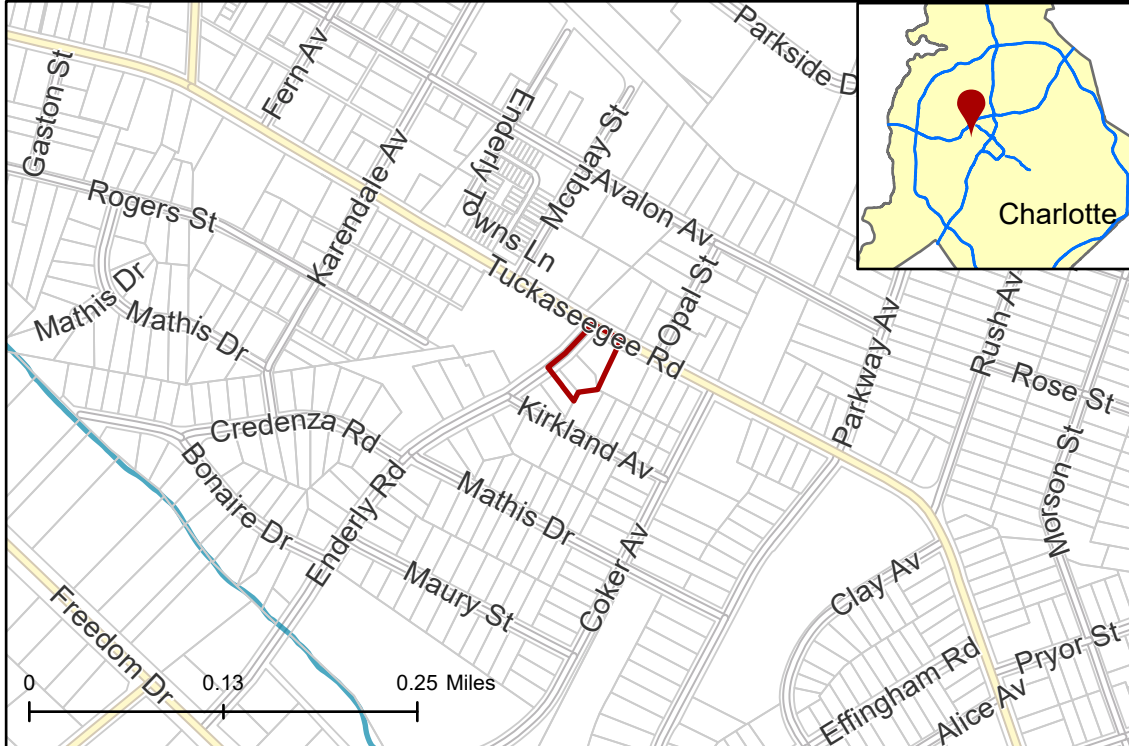 Parkside D
Gaston St
Fern Av
Karendale Av
Enderly Towns Ln
Mcquay St
Avalon Av
Charlotte
Rogers St
Tuckaseegee Rd
Opal St
Rush Av
Mathis Dr
Mathis Dr
Parkway Av
Rose St
Credenza Rd
Kirkland Av
Morson St
Bonaire Dr
Enderly Rd
Mathis Dr
Coker Av
Maury St
Clay Av
Freedom Dr
Effingham Rd
Pryor St
Alice Av
0 0.13 0.25 Miles